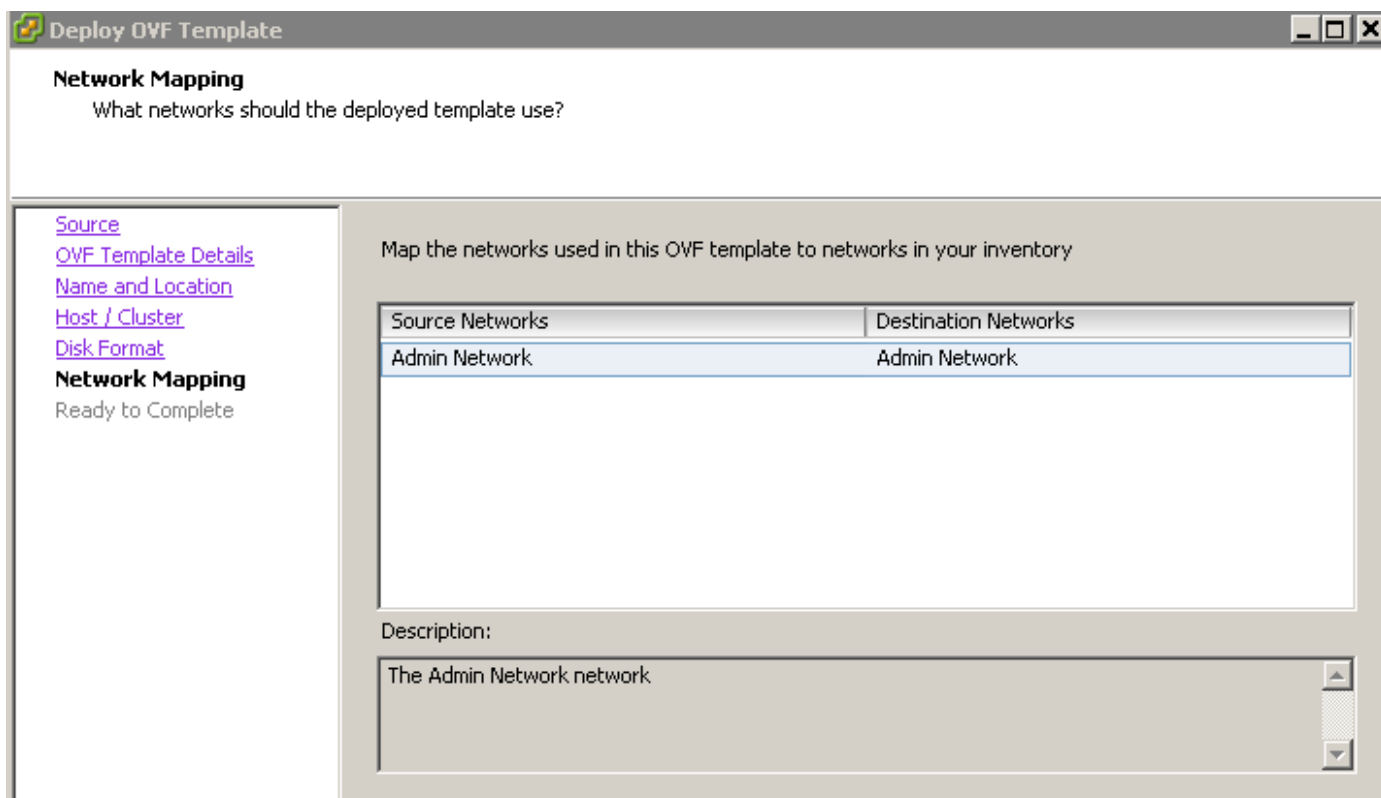 Deploy OVF Template
Network Mapping
What networks should the deployed template use?
Source
OVF Template Details
Name and Location
Host / Cluster
Disk Format
Network Mapping
Ready to Complete
Map the networks used in this OVF template to networks in your inventory
Source Networks Destination Networks
Admin Network Admin Network
Description:
The Admin Network network